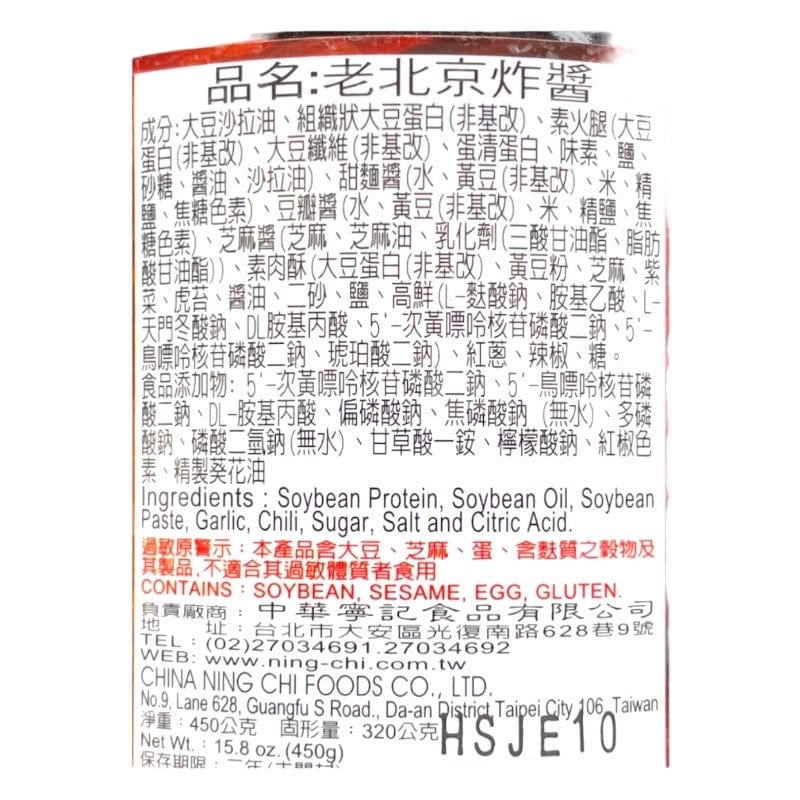 品名:老北京炸醬
成分:大豆沙拉油、組織狀大豆蛋白(非基改)、素火腿(大豆
蛋白(非基改)、大豆纖維(非基改)、蛋清蛋白、味素、鹽、
砂糖、醬油、沙拉油)、甜麵醬(水、黃豆(非基改)、米、精
鹽、焦糖色素)、豆瓣醬(水、黃豆(非基改)、米、精鹽、焦
糖色素)、芝麻醬(芝麻、芝麻油、乳化劑(三酸甘油酯、脂肪
酸甘油酯))、素肉酥(大豆蛋白(非基改)、黃豆粉、芝麻、紫
菜、虎苔、醬油、二砂、鹽、高鮮(L-麩酸鈉、胺基乙酸、L-
天門冬酸鈉、DL胺基丙酸、5'-次黃嘌呤核苷磷酸二鈉、5'-
鳥嘌呤核苷磷酸二鈉、琥珀酸二鈉)、紅蔥、辣椒、糖。
食品添加物: 5'-次黃嘌呤核苷磷酸二鈉、5'-鳥嘌呤核苷磷
酸二鈉、DL-胺基丙酸、偏磷酸鈉、焦磷酸鈉 (無水)、多磷
酸鈉、磷酸二氫鈉(無水)、甘草酸一銨、檸檬酸鈉、紅椒色
素、精製葵花油
Ingredients : Soybean Protein, Soybean Oil, Soybean
Paste, Garlic, Chili, Sugar, Salt and Citric Acid.
過敏原警示：本產品含大豆、芝麻、蛋、含麩質之穀物及
其製品,不適合其過敏體質者食用
CONTAINS：SOYBEAN, SESAME, EGG, GLUTEN.
負責廠商：中華寧記食品有限公司
地 址：台北市大安區光復南路628巷9號
TEL：(02)27034691.27034692
WEB: www.ning-chi.com.tw
CHINA NING CHI FOODS CO., LTD.
No.9, Lane 628, Guangfu S Road., Da-an District,Taipei City 106, Taiwan
淨重：450公克 固形量：320公克
HSJE10
Net Wt.：15.8 oz. (450g)
保存期限：二年(未開封)